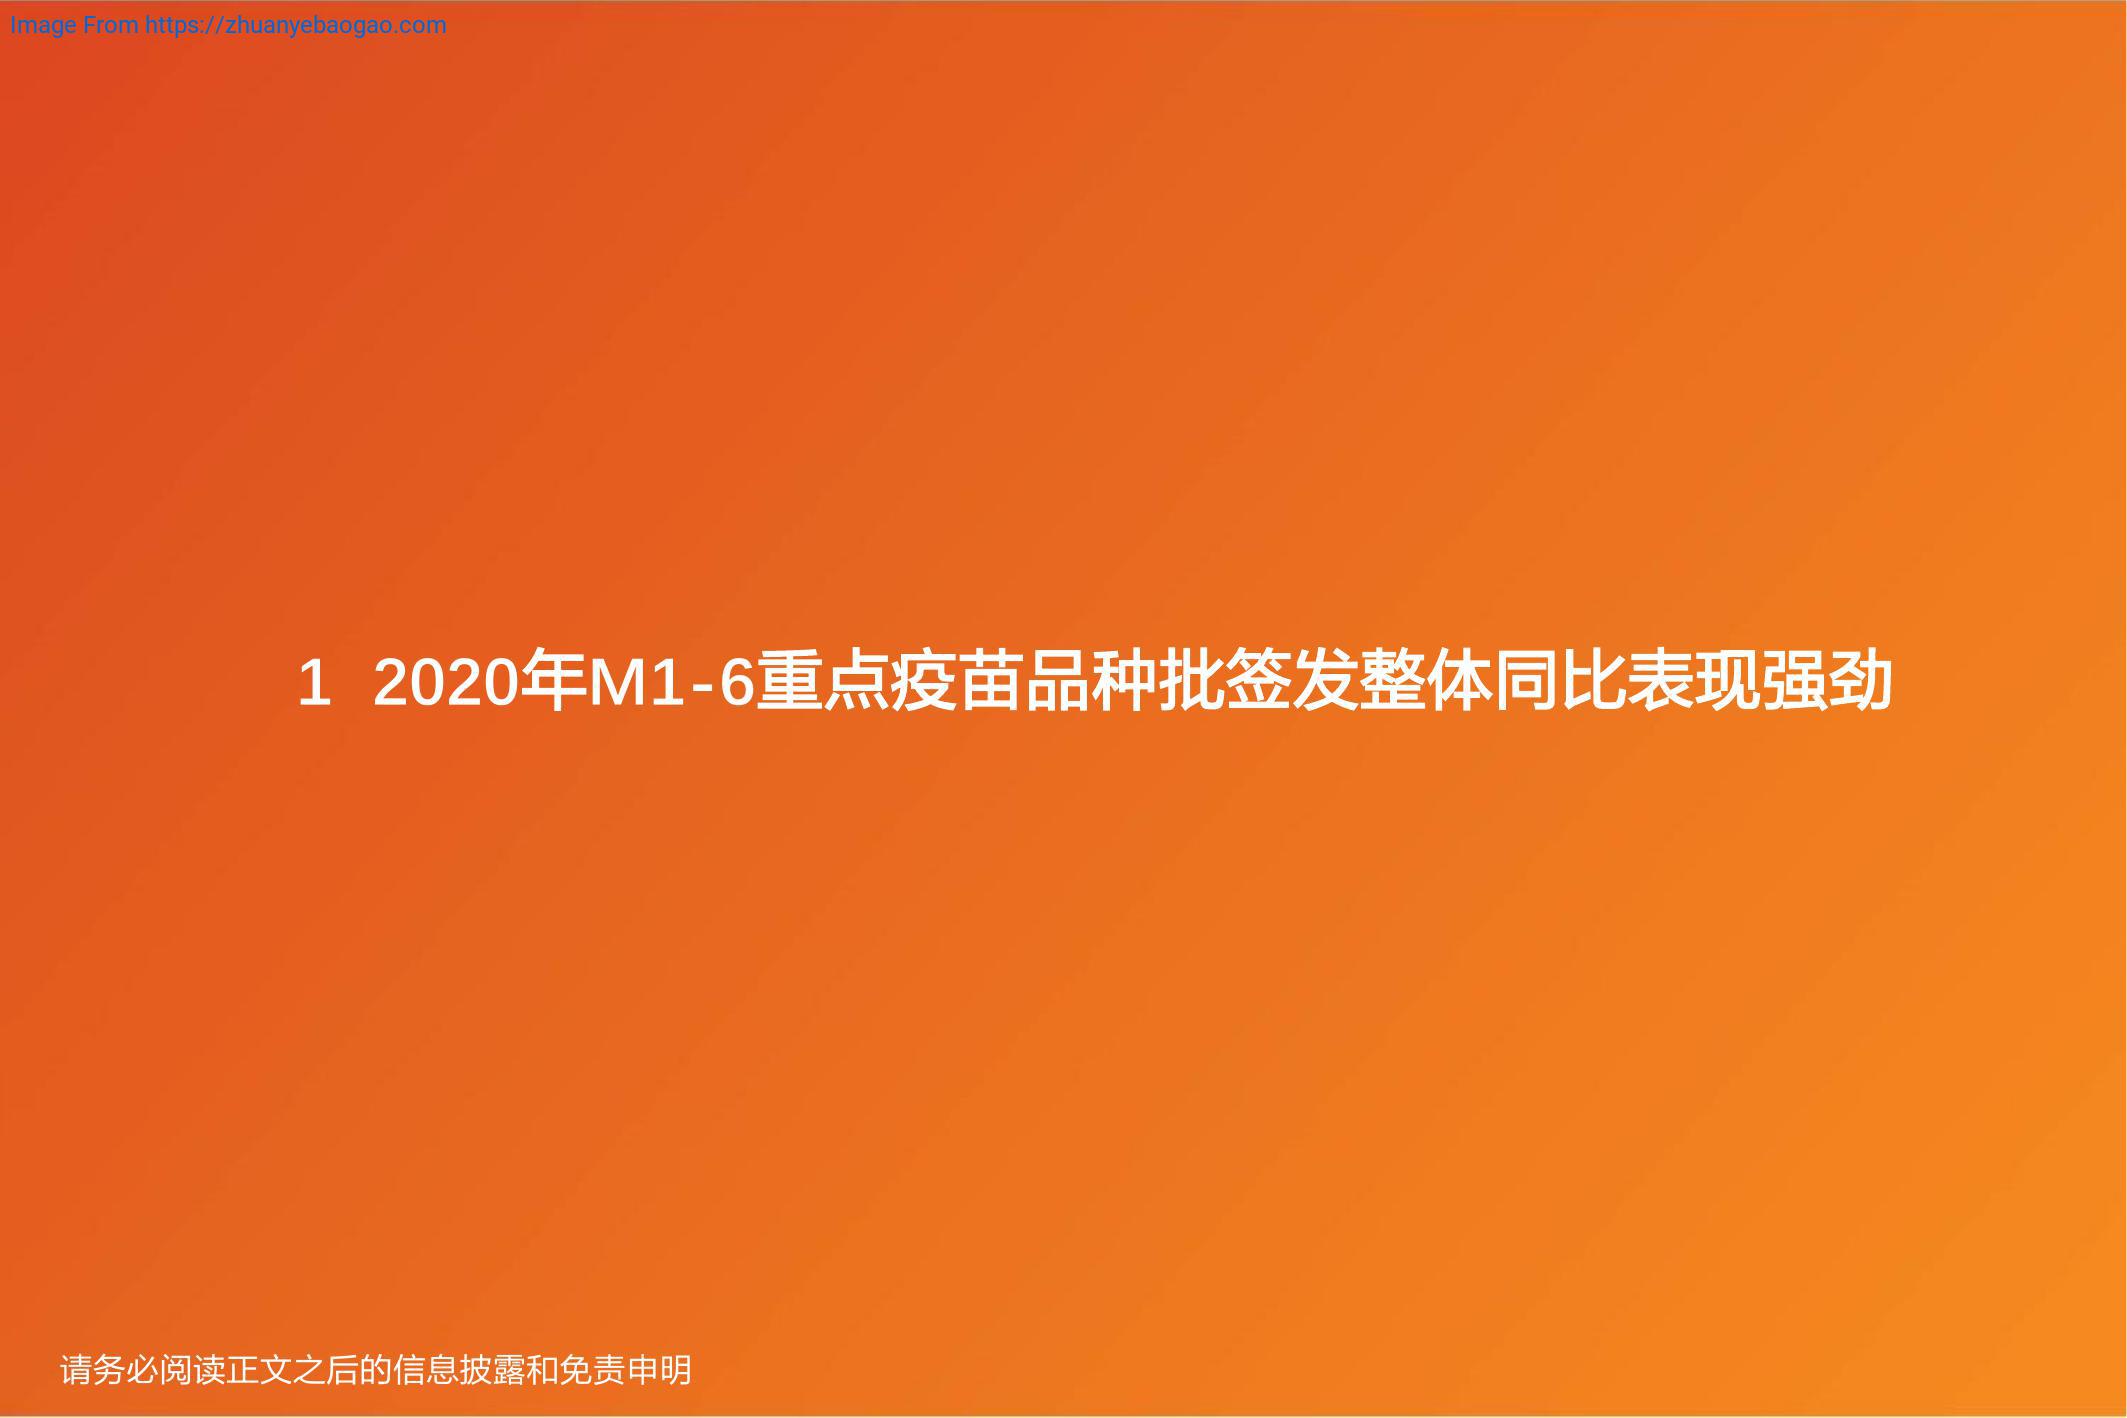 Image From https://zhuanyebaogao.com
1 2020年M1-6重点疫苗品种批签发整体同比表现强劲
请务必阅读正文之后的信息披露和免责申明